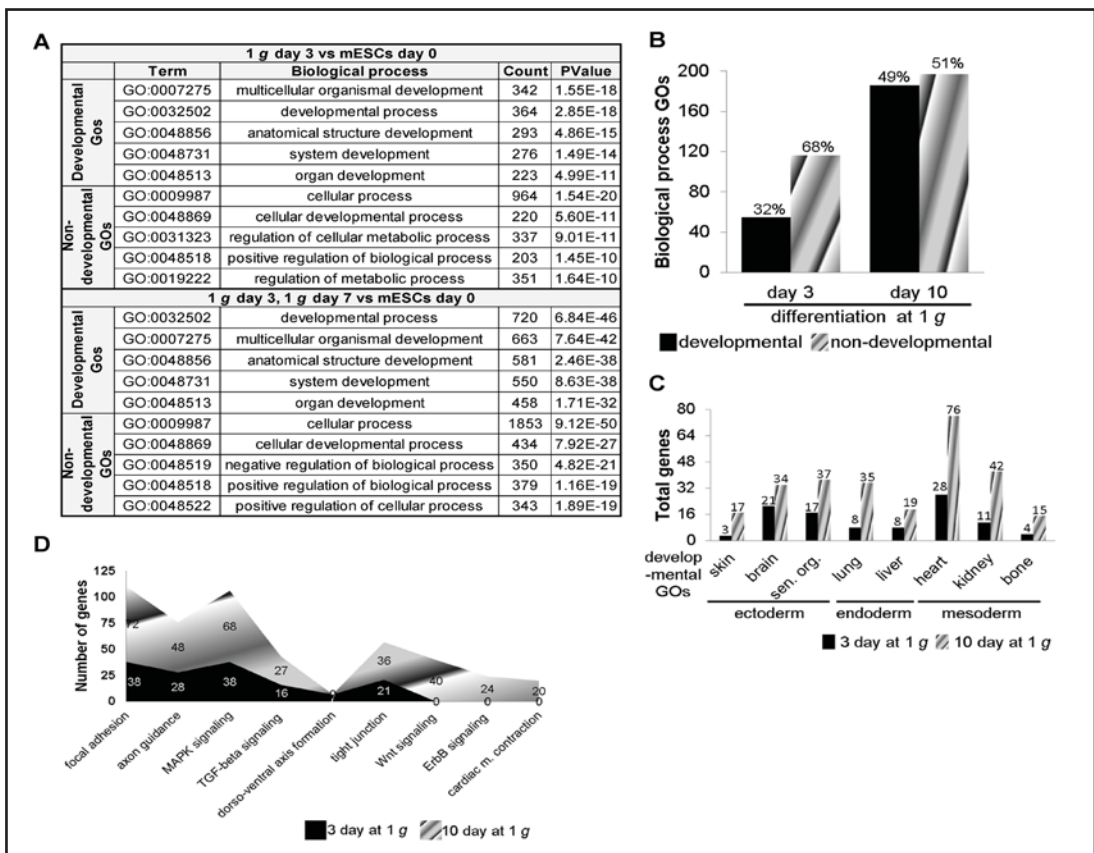 A
1 g day 3 vs mESCs day 0
Term Biological process Count PValue
Developmental Gos
GO:0007275 multicellular organismal development 342 1.55E-18
GO:0032502 developmental process 364 2.85E-18
GO:0048856 anatomical structure development 293 4.86E-15
GO:0048731 system development 276 1.49E-14
GO:0048513 organ development 223 4.99E-11
Non-developmental GOs
GO:0009987 cellular process 964 1.54E-20
GO:0048869 cellular developmental process 220 5.60E-11
GO:0031323 regulation of cellular metabolic process 337 9.01E-11
GO:0048518 positive regulation of biological process 203 1.45E-10
GO:0019222 regulation of metabolic process 351 1.64E-10
1 g day 3, 1 g day 7 vs mESCs day 0
Developmental Gos
GO:0032502 developmental process 720 6.84E-46
GO:0007275 multicellular organismal development 663 7.64E-42
GO:0048856 anatomical structure development 581 2.46E-38
GO:0048731 system development 550 8.63E-38
GO:0048513 organ development 458 1.71E-32
Non-developmental GOs
GO:0009987 cellular process 1853 9.12E-50
GO:0048869 cellular developmental process 434 7.92E-27
GO:0048519 negative regulation of biological process 350 4.82E-21
GO:0048518 positive regulation of biological process 379 1.16E-19
GO:0048522 positive regulation of cellular process 343 1.89E-19
B
Biological process GOs
200
160
120
80
40
0
32% 68% 49% 51%
day 3 day 10
differentiation at 1 g
developmental non-developmental
C
Total genes
80
64
48
32
16
0
3 17 21 34 17 37 8 35 8 19 28 76 11 42 4 15
develop
-mental
GOs
skin brain sen. org. lung liver heart kidney bone
ectoderm endoderm mesoderm
3 day at 1 g 10 day at 1 g
D
Number of genes
125
100
75
50
25
0
72 48 68 27 9 36 40 24 20
38 28 38 16 7 21 0 0 0
focal adhesion
axon guidance
MAPK signaling
TGF-beta signaling
dorso-ventral axis formation
tight junction
Wnt signaling
ErbB signaling
cardiac m. contraction
3 day at 1 g 10 day at 1 g